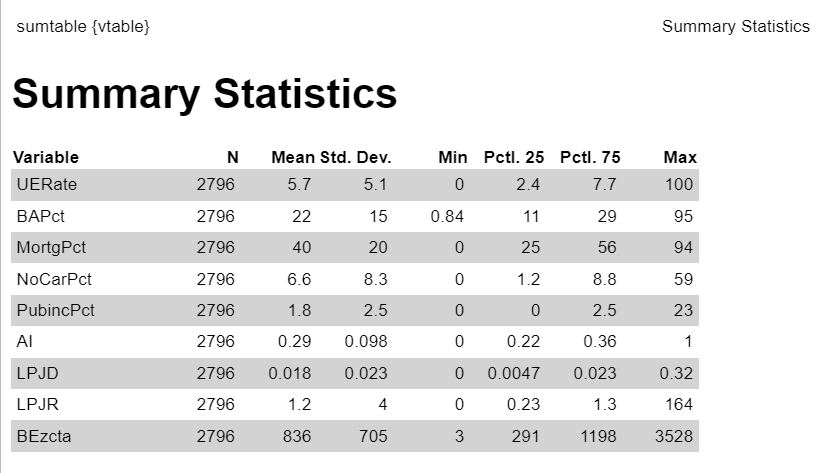 sumtable {vtable} Summary Statistics
Summary Statistics
Variable N Mean Std. Dev. Min Pctl. 25 Pctl. 75 Max
UERate 2796 5.7 5.1 0 2.4 7.7 100
BAPct 2796 22 15 0.84 11 29 95
MortgPct 2796 40 20 0 25 56 94
NoCarPct 2796 6.6 8.3 0 1.2 8.8 59
PubincPct 2796 1.8 2.5 0 0 2.5 23
AI 2796 0.29 0.098 0 0.22 0.36 1
LPJD 2796 0.018 0.023 0 0.0047 0.023 0.32
LPJR 2796 1.2 4 0 0.23 1.3 164
BEzcta 2796 836 705 3 291 1198 3528